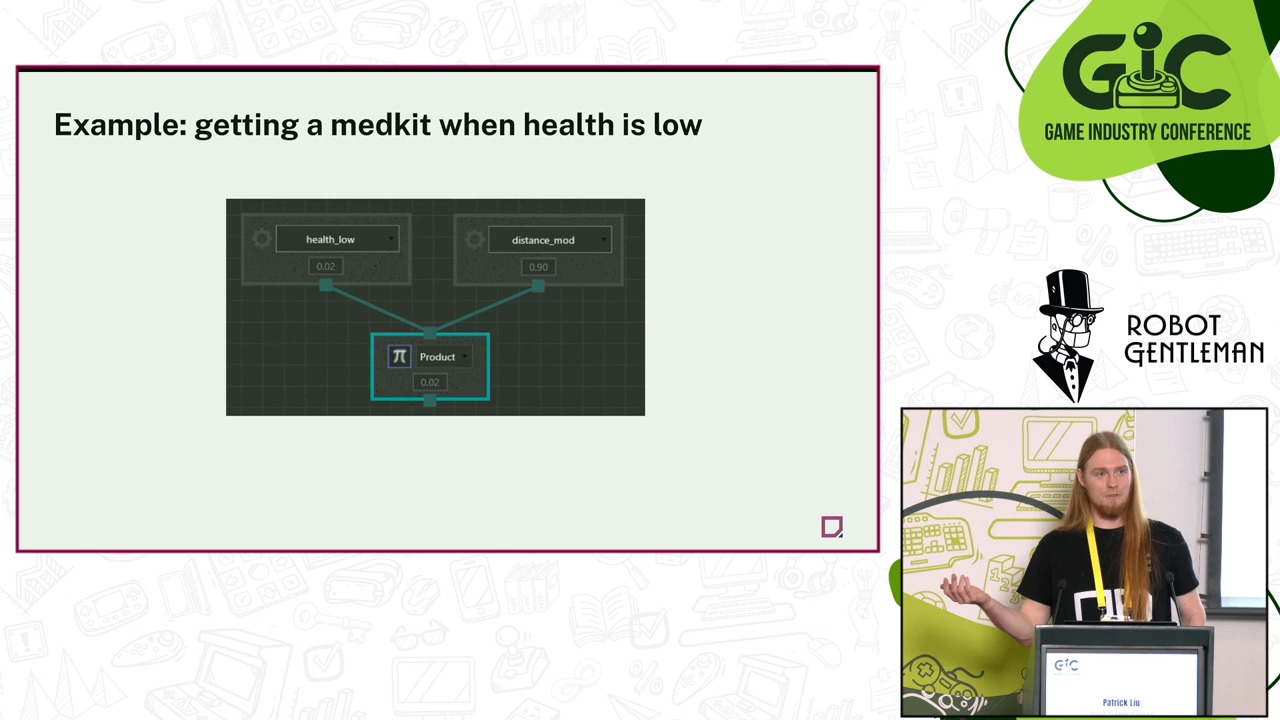 Example: getting a medkit when health is low
health_low
0.02
distance_mod
0.90
π
Product
0.02
GIC
GAME INDUSTRY CONFERENCE
ROBOT
GENTLEMAN
123
GIC
Patrick Liu